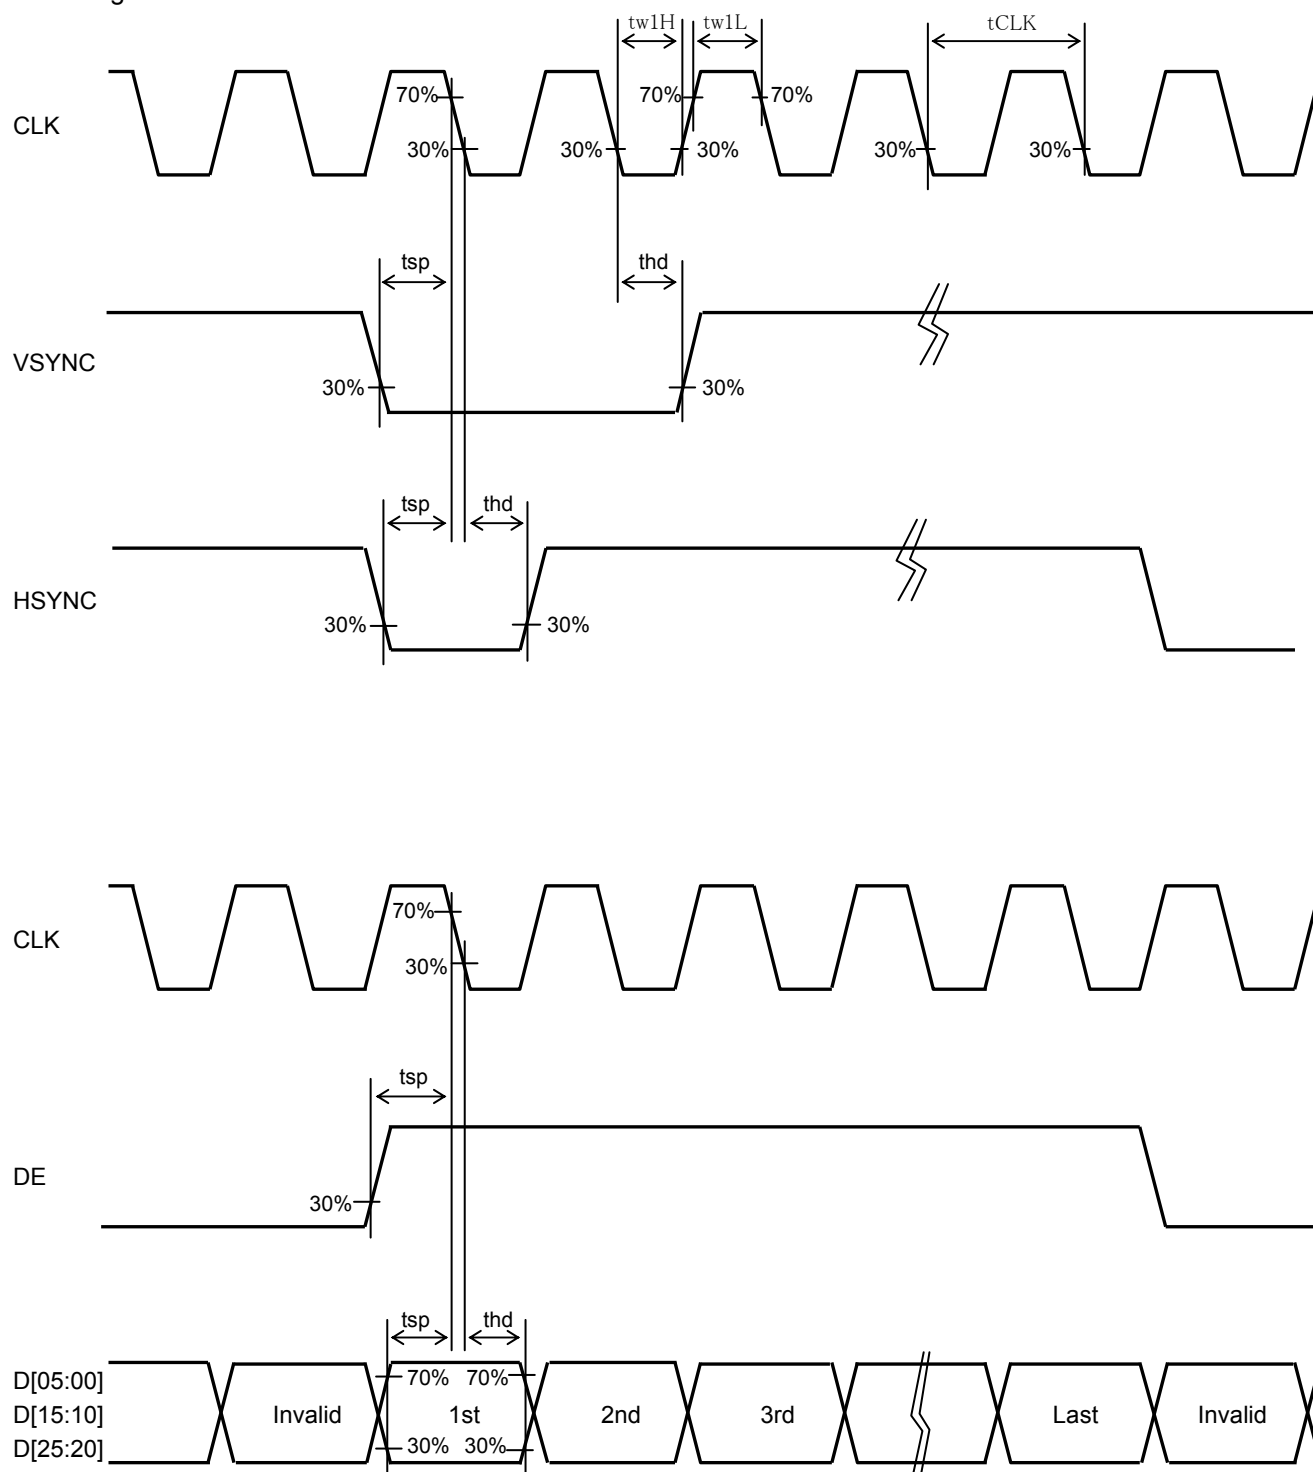 tw1H tw1L tCLK
70% 70% 70%
CLK
30% 30% 30% 30% 30%
tsp thd
VSYNC
30% 30%
tsp thd
HSYNC
30% 30%
CLK
70%
30%
tsp
DE
30%
tsp thd
D[05:00] 70% 70%
D[15:10] Invalid 1st 2nd 3rd Last Invalid
D[25:20] 30% 30%